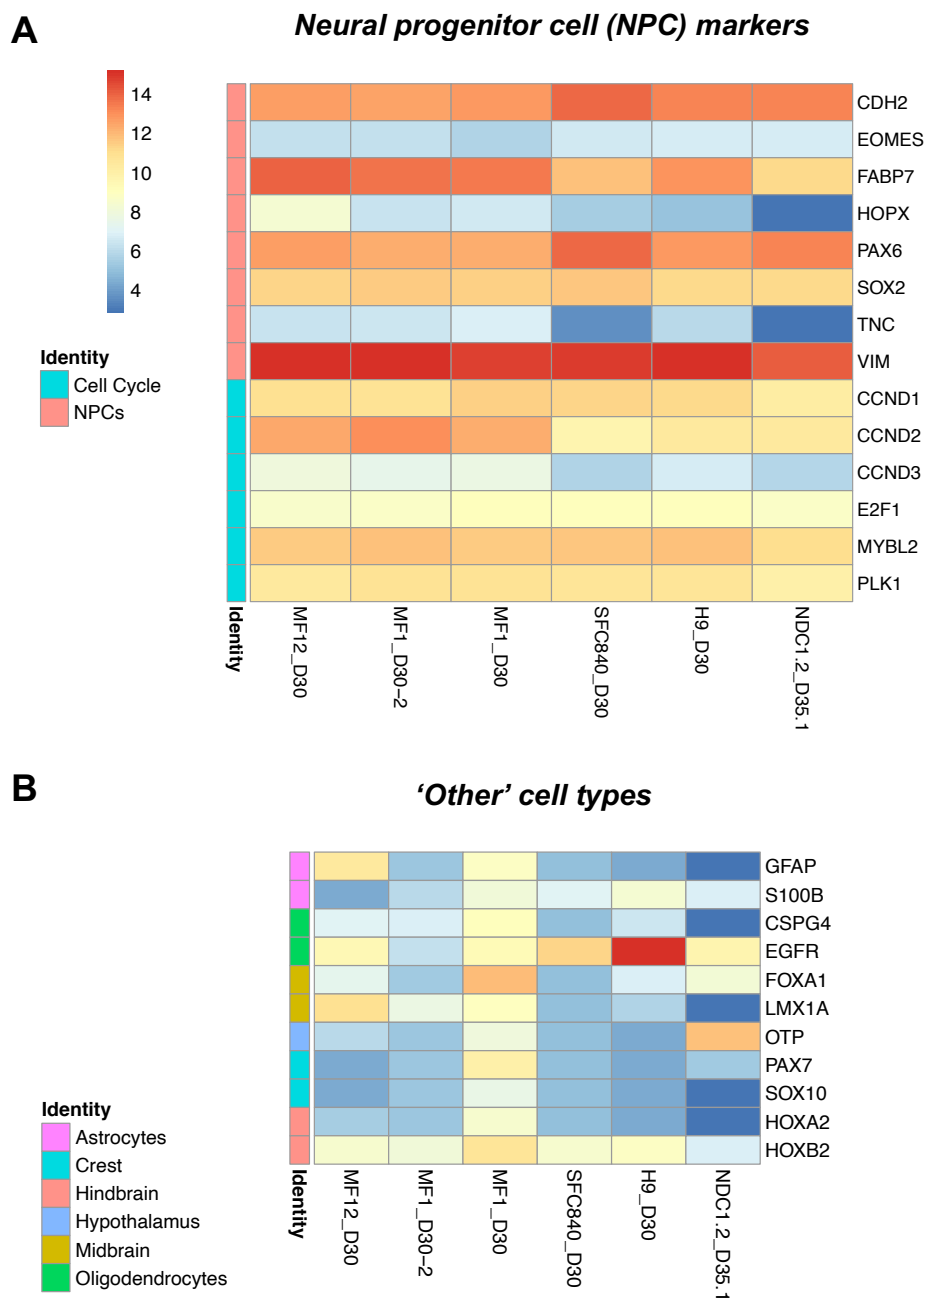 A
Neural progenitor cell (NPC) markers
14
12
10
8
6
4
Identity
Cell Cycle
NPCs
CDH2
EOMES
FABP7
HOPX
PAX6
SOX2
TNC
VIM
CCND1
CCND2
CCND3
E2F1
MYBL2
PLK1
Identity
MF12_D30
MF1_D30−2
MF1_D30
SFC840_D30
H9_D30
NDC1.2_D35.1
B
‘Other’ cell types
GFAP
S100B
CSPG4
EGFR
FOXA1
LMX1A
OTP
PAX7
SOX10
HOXA2
HOXB2
Identity
Astrocytes
Crest
Hindbrain
Hypothalamus
Midbrain
Oligodendrocytes
Identity
MF12_D30
MF1_D30−2
MF1_D30
SFC840_D30
H9_D30
NDC1.2_D35.1